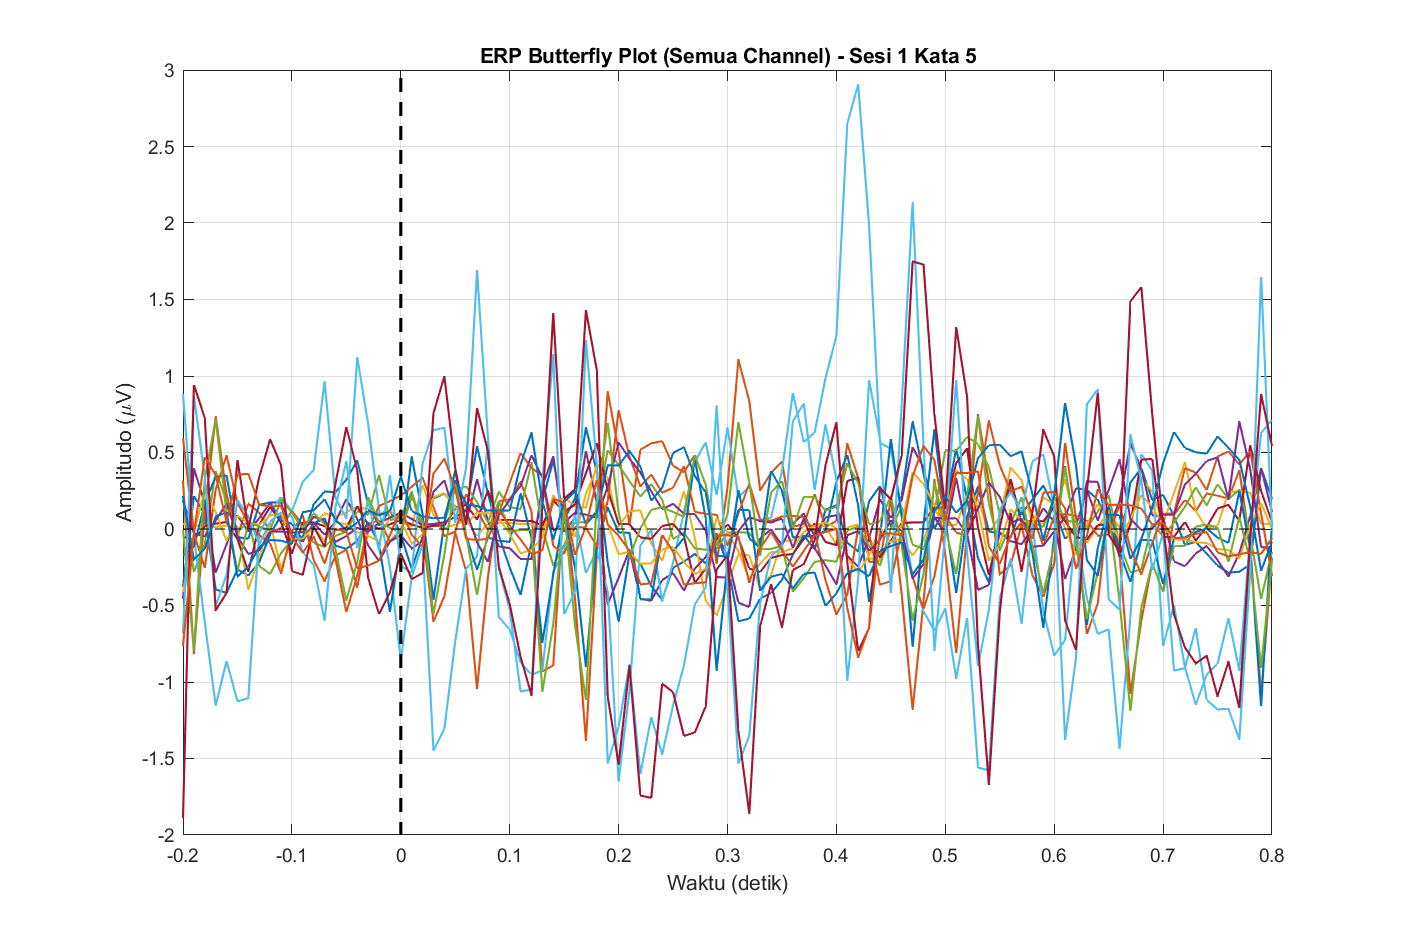 ERP Butterfly Plot (Semua Channel) - Sesi 1 Kata 5
3
2.5
2
1.5
1
0.5
0
-0.5
-1
-1.5
-2
Amplitudo (μV)
-0.2 -0.1 0 0.1 0.2 0.3 0.4 0.5 0.6 0.7 0.8
Waktu (detik)